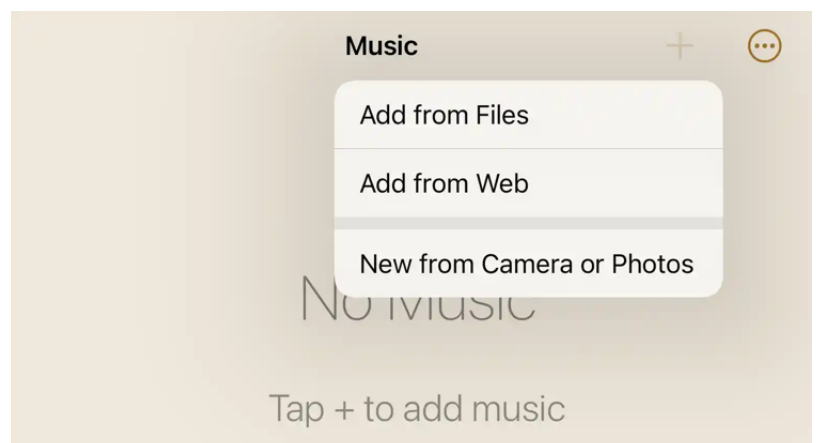 Music
Add from Files
Add from Web
New from Camera or Photos
No Music
Tap + to add music